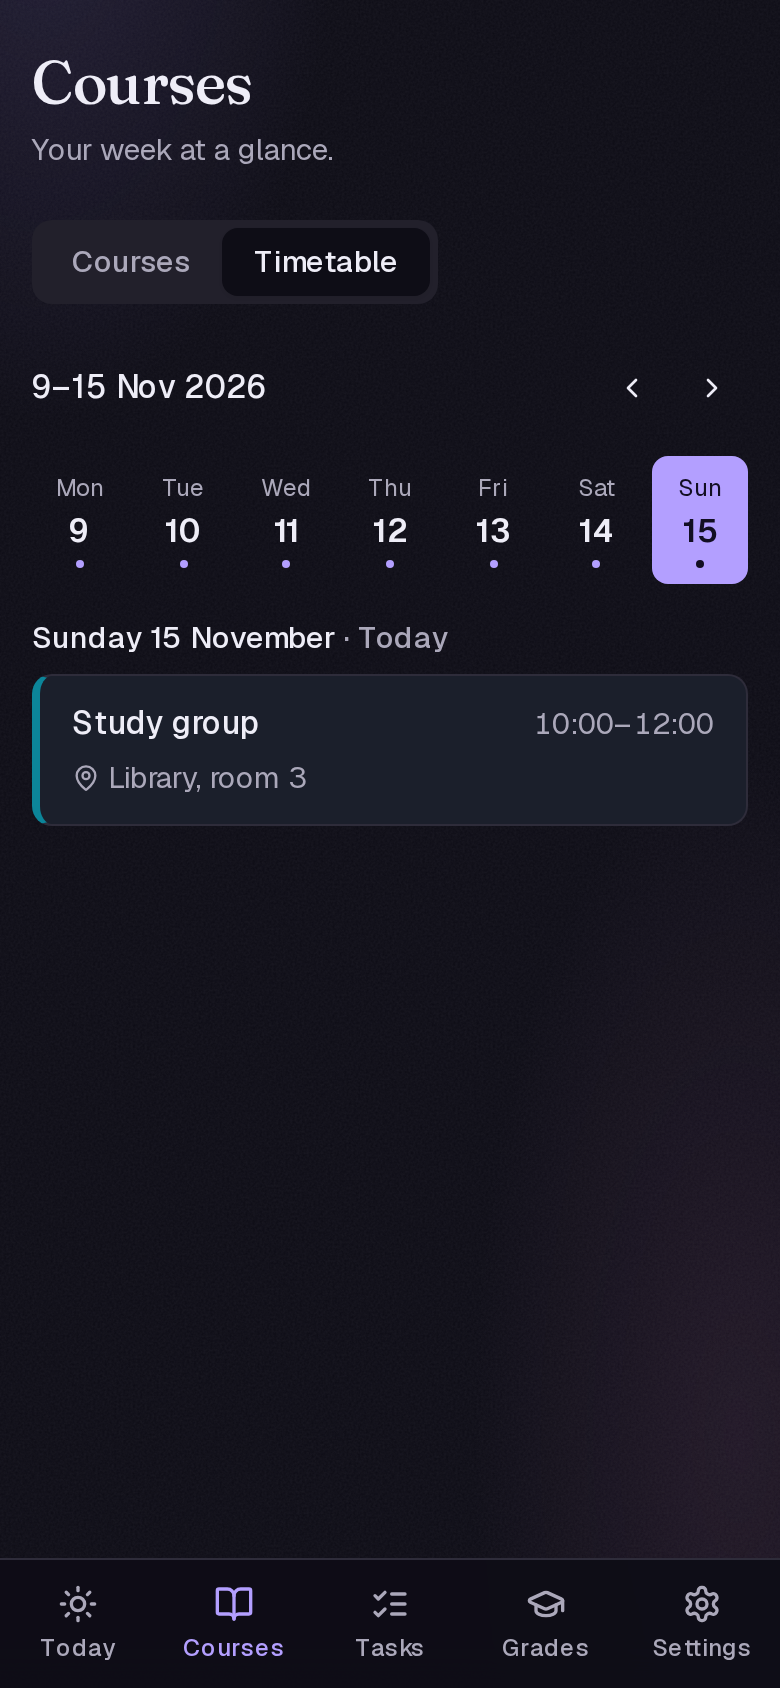 Courses
Your week at a glance.
Courses Timetable
9–15 Nov 2026
Mon Tue Wed Thu Fri Sat Sun
9 10 11 12 13 14 15
Sunday 15 November · Today
Study group 10:00–12:00
Library, room 3
Today Courses Tasks Grades Settings